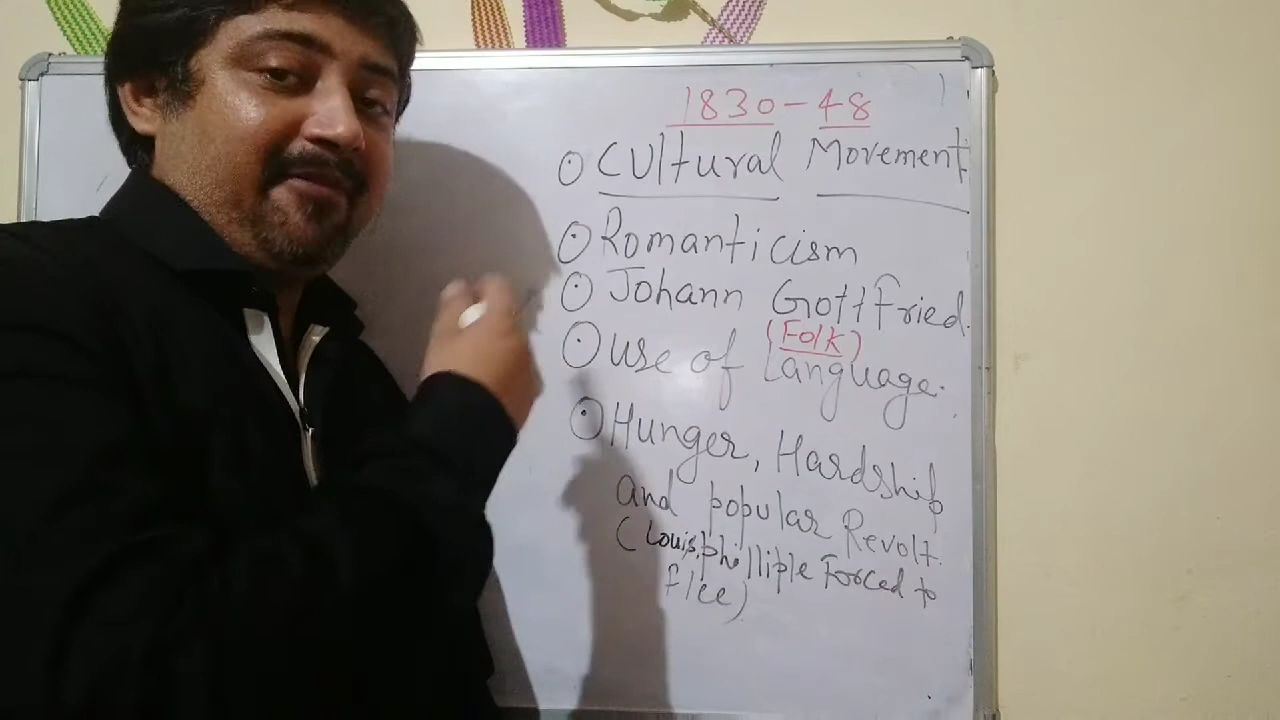 1830-48
Cultural Movement
Romanticism
Johann Gottfried.
(Folk)
use of Language.
Hunger, Hardship
and popular Revolt.
(Louis, philliple Forced to
flee)